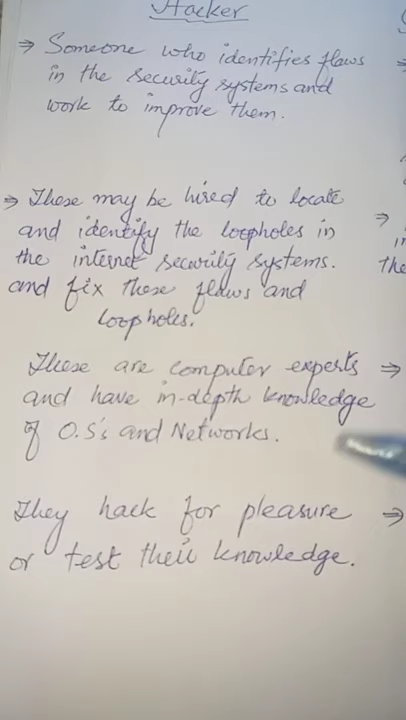 Hacker
⇒ Someone who identifies flaws
in the security systems and
work to improve them.
⇒ These may be hired to locate
and identify the loopholes in
the internet security systems.
and fix these flaws and
loopholes.
These are computer experts
and have in-depth knowledge
of O.S's and Networks.
They hack for pleasure
or test their knowledge.
⇒
⇒
the
⇒
⇒